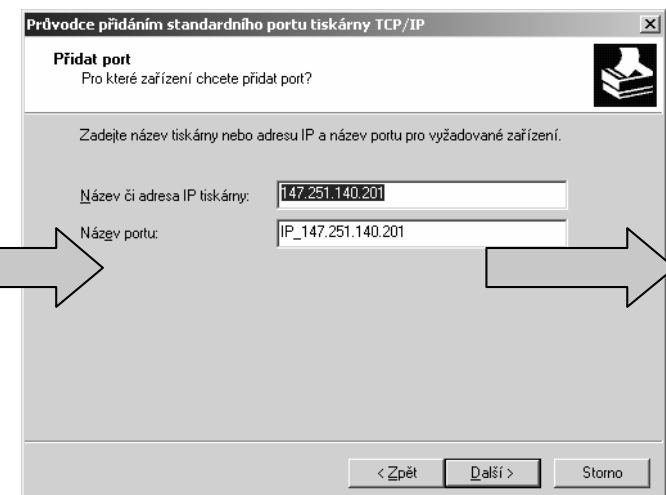 Průvodce přidáním standardního portu tiskárny TCP/IP
Přidat port
Pro které zařízení chcete přidat port?
Zadejte název tiskárny nebo adresu IP a název portu pro vyžadované zařízení.
Název či adresa IP tiskárny: 147.251.140.201
Název portu: IP_147.251.140.201
< Zpět Další > Storno